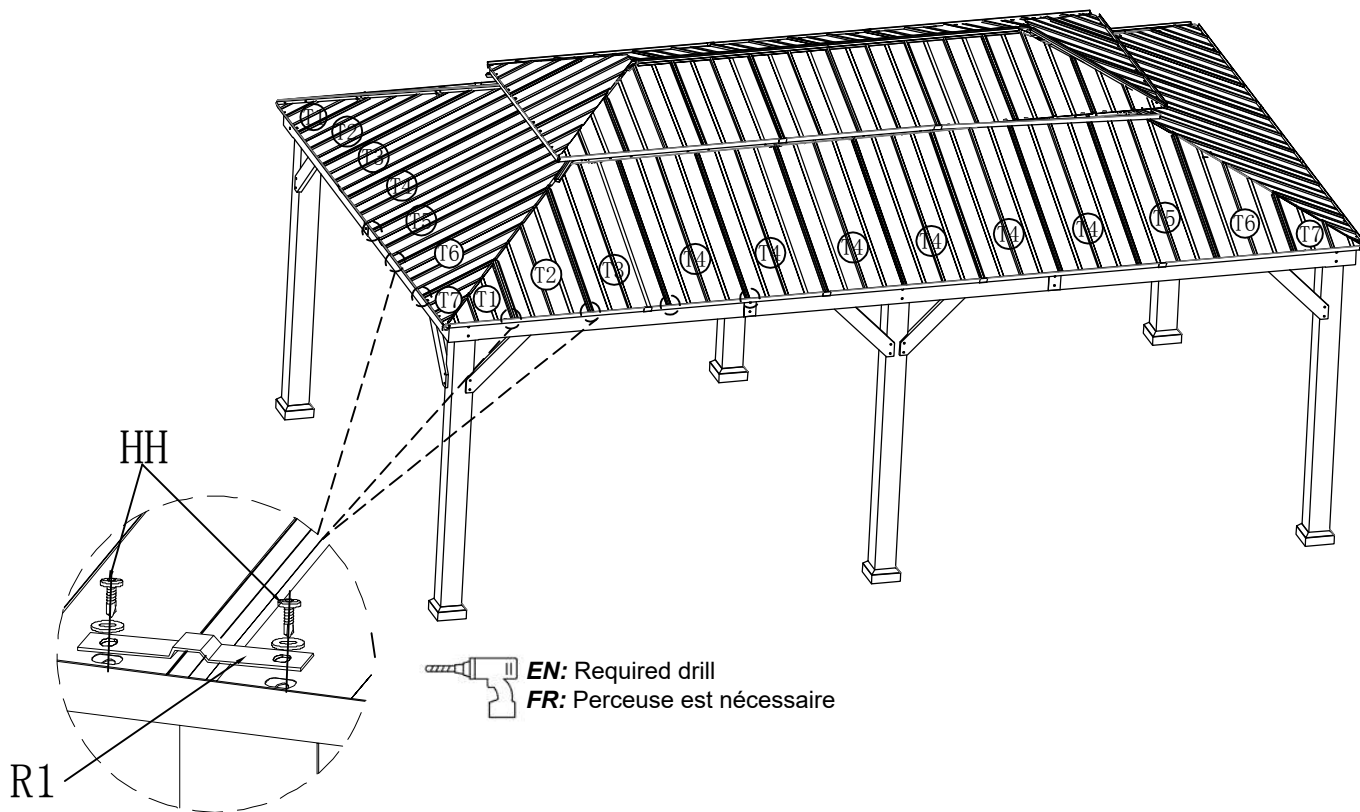 T1
T2
T3
T4
T5
T6
T7
T1
T2
T3
T4
T4
T4
T4
T4
T4
T5
T6
T7
HH
R1
EN: Required drill
FR: Perceuse est nécessaire